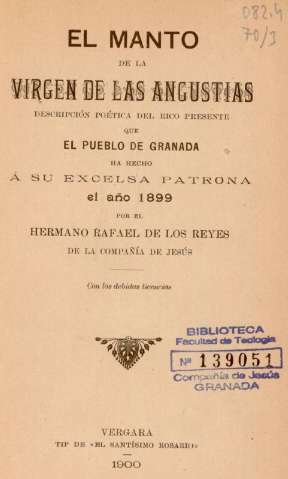 082.4
70/3
EL MANTO
DE LA
VIRGEN DE LAS ANGUSTIAS
DESCRIPCIÓN POÉTICA DEL RICO PRESENTE
QUE
EL PUEBLO DE GRANADA
HA HECHO
Á SU EXCELSA PATRONA
el año 1899
POR EL
HERMANO RAFAEL DE LOS REYES
DE LA COMPAÑÍA DE JESÚS
Con las debidas licencias
BIBLIOTECA
Facultad de Teología
Nº 139051
Compañía de Jesús
GRANADA
VERGARA
TIP DE «EL SANTÍSIMO ROSARIO»
1900